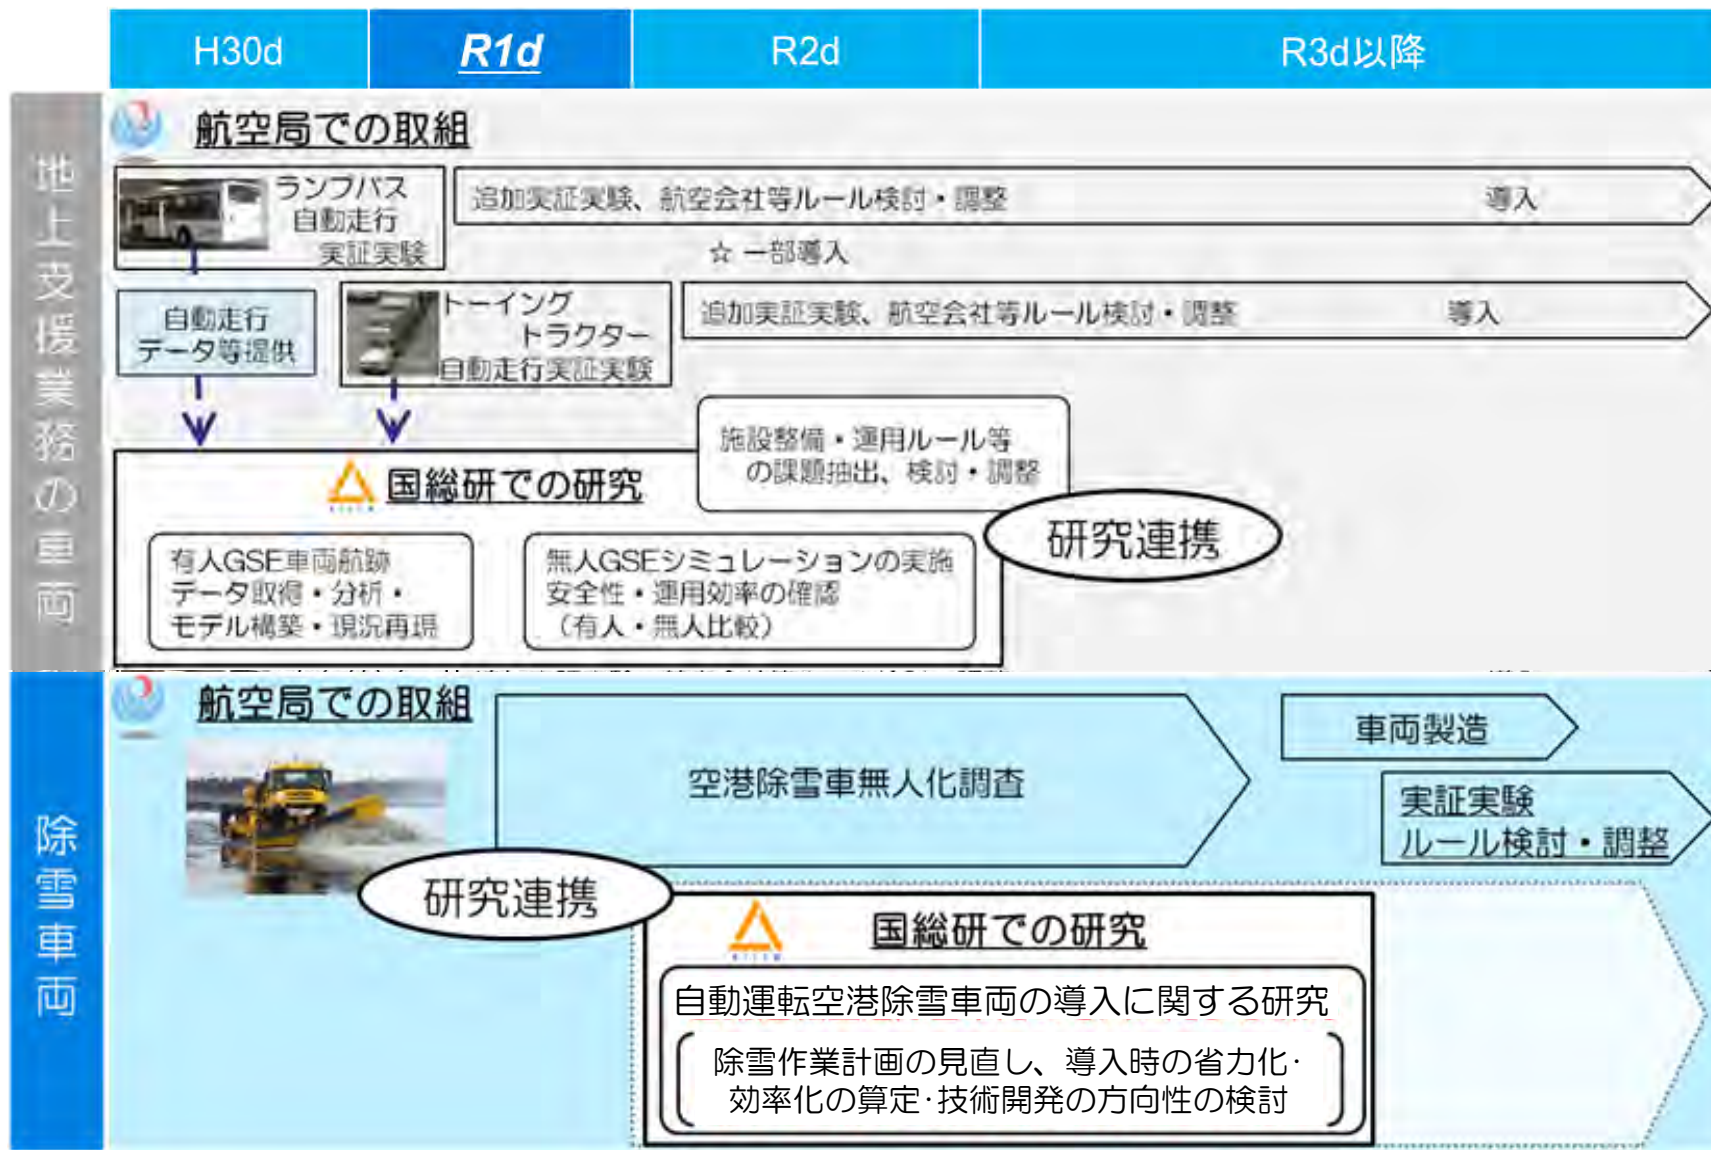 H30d
R1d
R2d
R3d以降
地上支援業務の車両
航空局での取組
ランプバス
自動走行
実証実験
追加実証実験、航空会社等ルール検討・調整
導入
☆ 一部導入
自動走行
データ等提供
トーイング
トラクター
自動走行実証実験
追加実証実験、航空会社等ルール検討・調整
導入
施設整備・運用ルール等
の課題抽出、検討・調整
国総研での研究
研究連携
有人GSE車両航跡
データ取得・分析・
モデル構築・現況再現
無人GSEシミュレーションの実施
安全性・運用効率の確認
（有人・無人比較）
除雪車両
航空局での取組
空港除雪車無人化調査
車両製造
実証実験
ルール検討・調整
研究連携
国総研での研究
自動運転空港除雪車両の導入に関する研究
除雪作業計画の見直し、導入時の省力化･
効率化の算定･技術開発の方向性の検討